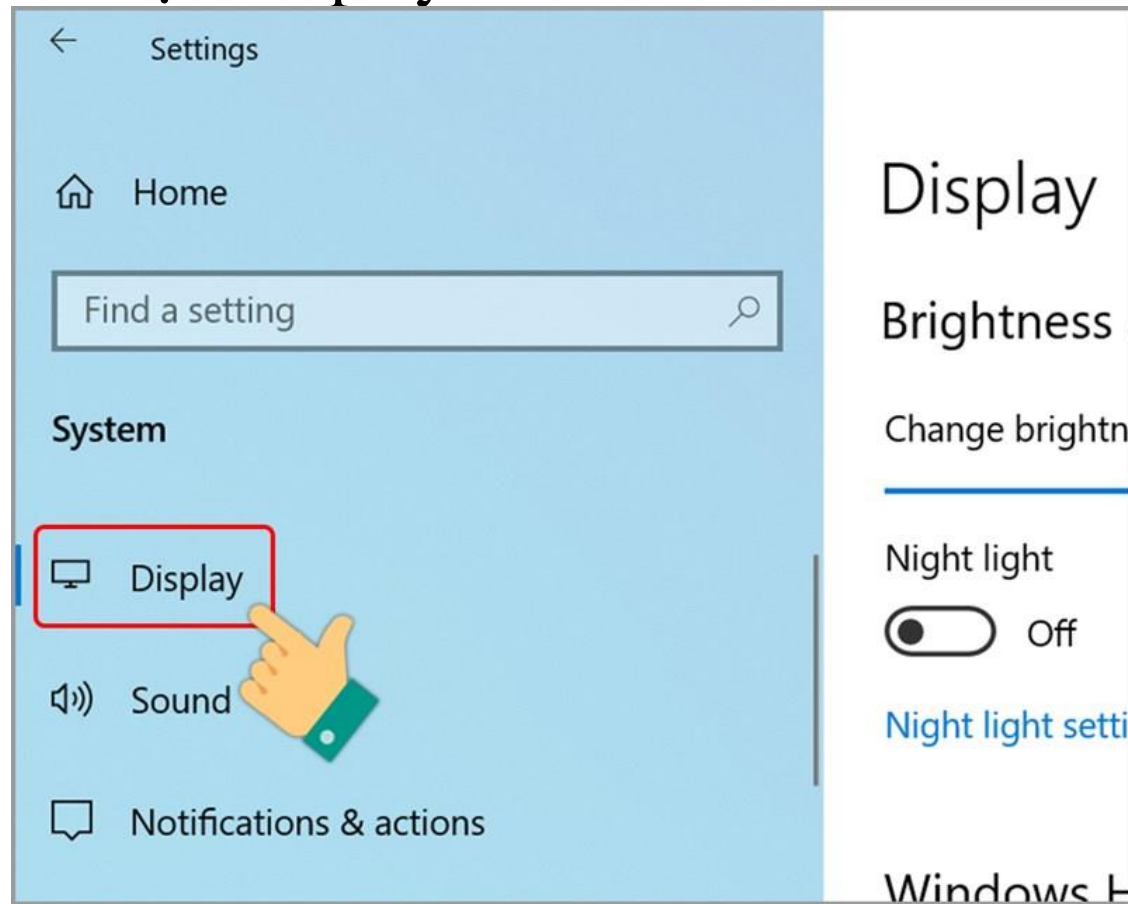 Settings
Home
Find a setting
System
Display
Sound
Notifications & actions
Display
Brightness
Change brightn
Night light
Off
Night light setti
Windows H